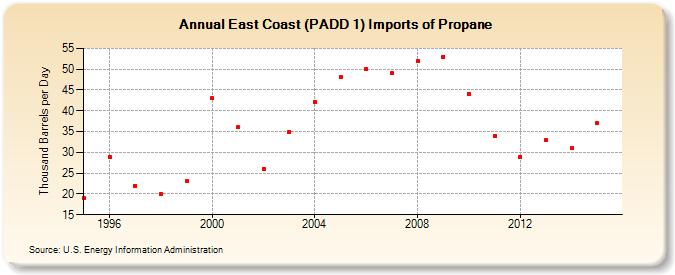 Annual East Coast (PADD 1) Imports of Propane
Thousand Barrels per Day
55
50
45
40
35
30
25
20
15
1996 2000 2004 2008 2012
Source: U.S. Energy Information Administration